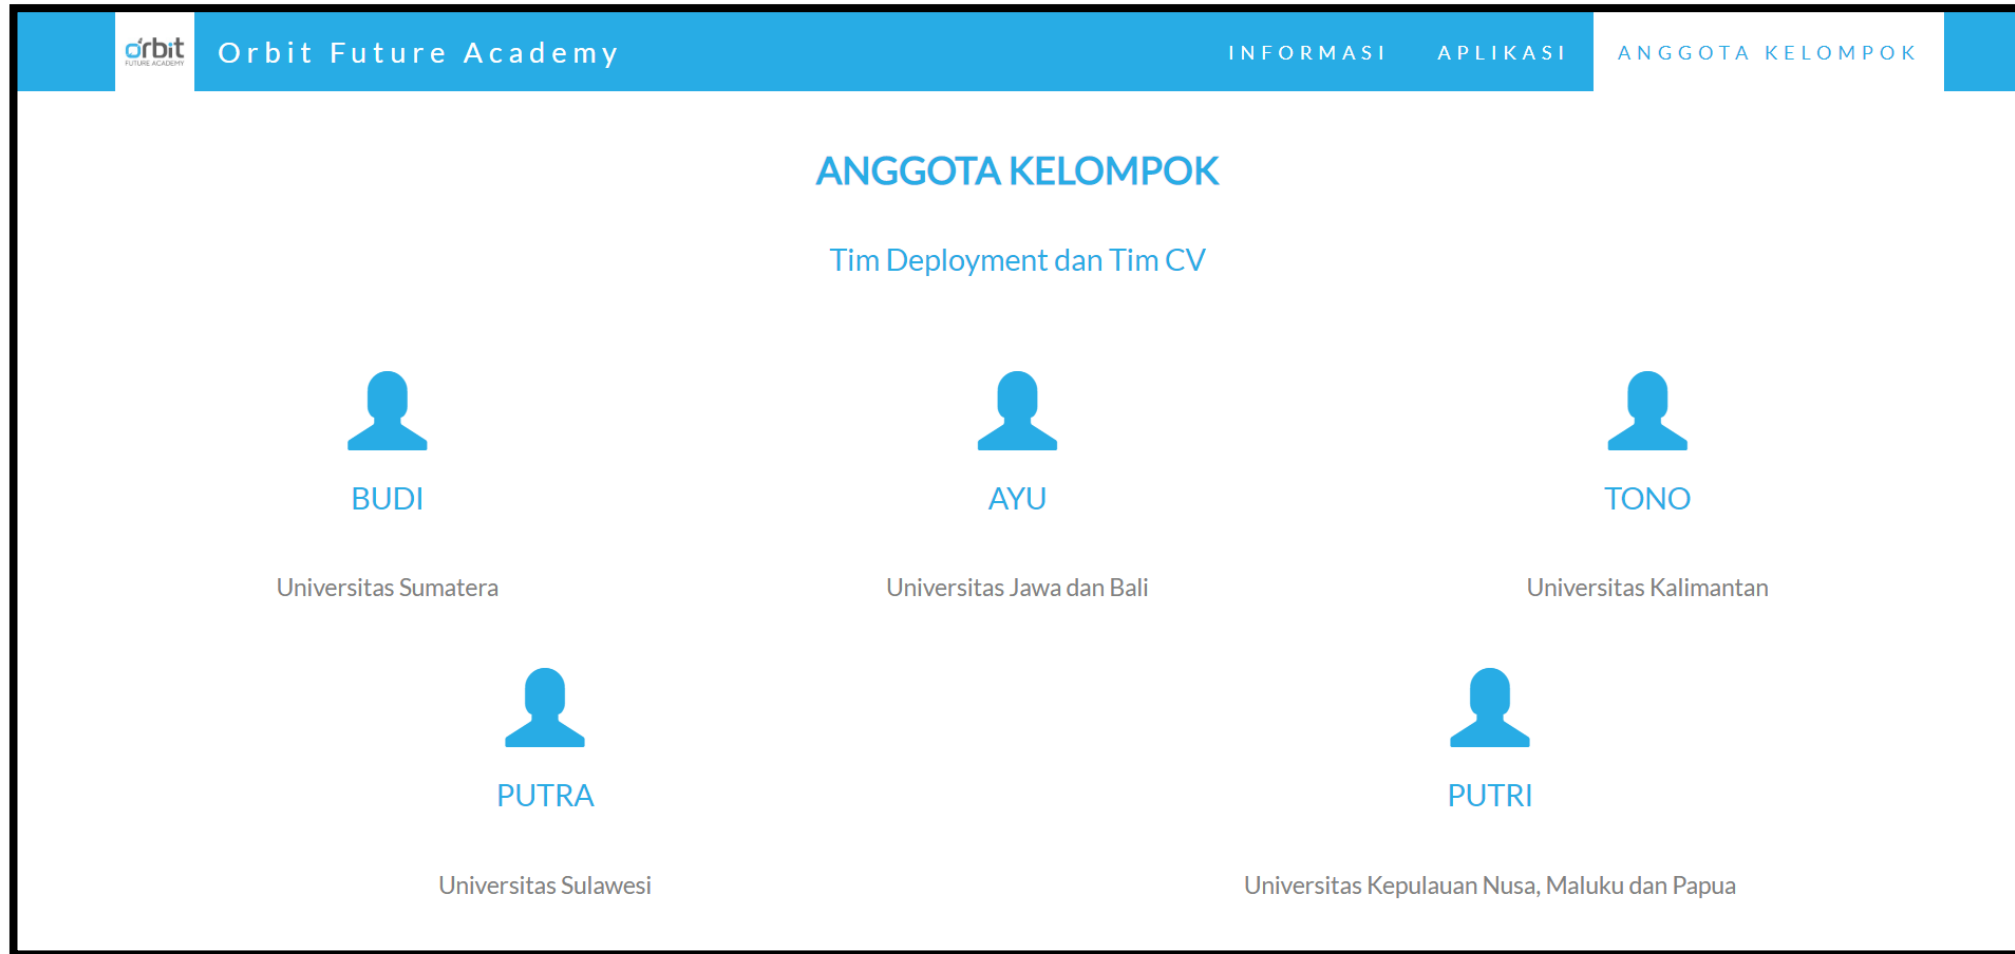 orbit
FUTURE ACADEMY
Orbit Future Academy
INFORMASI
APLIKASI
ANGGOTA KELOMPOK
ANGGOTA KELOMPOK
Tim Deployment dan Tim CV
BUDI
AYU
TONO
Universitas Sumatera
Universitas Jawa dan Bali
Universitas Kalimantan
PUTRA
PUTRI
Universitas Sulawesi
Universitas Kepulauan Nusa, Maluku dan Papua